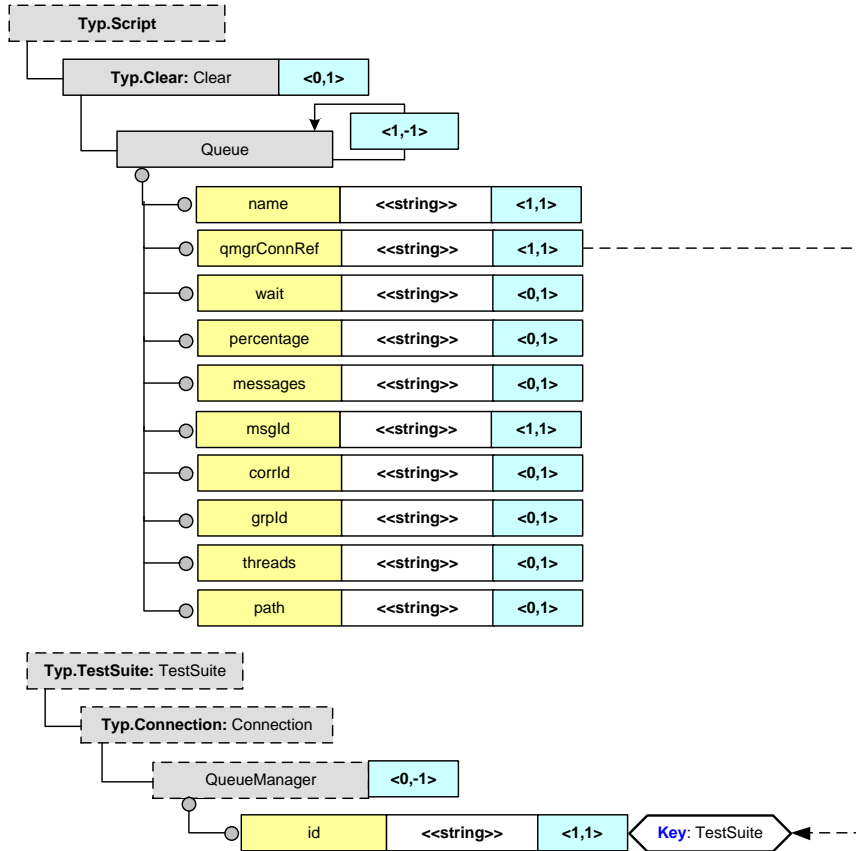 Typ.Script
Typ.Clear: Clear <0,1>
<1,-1>
Queue
name <<string>> <1,1>
qmgrConnRef <<string>> <1,1>
wait <<string>> <0,1>
percentage <<string>> <0,1>
messages <<string>> <0,1>
msgId <<string>> <1,1>
corrId <<string>> <0,1>
grpId <<string>> <0,1>
threads <<string>> <0,1>
path <<string>> <0,1>
Typ.TestSuite: TestSuite
Typ.Connection: Connection
QueueManager <0,-1>
id <<string>> <1,1> Key: TestSuite